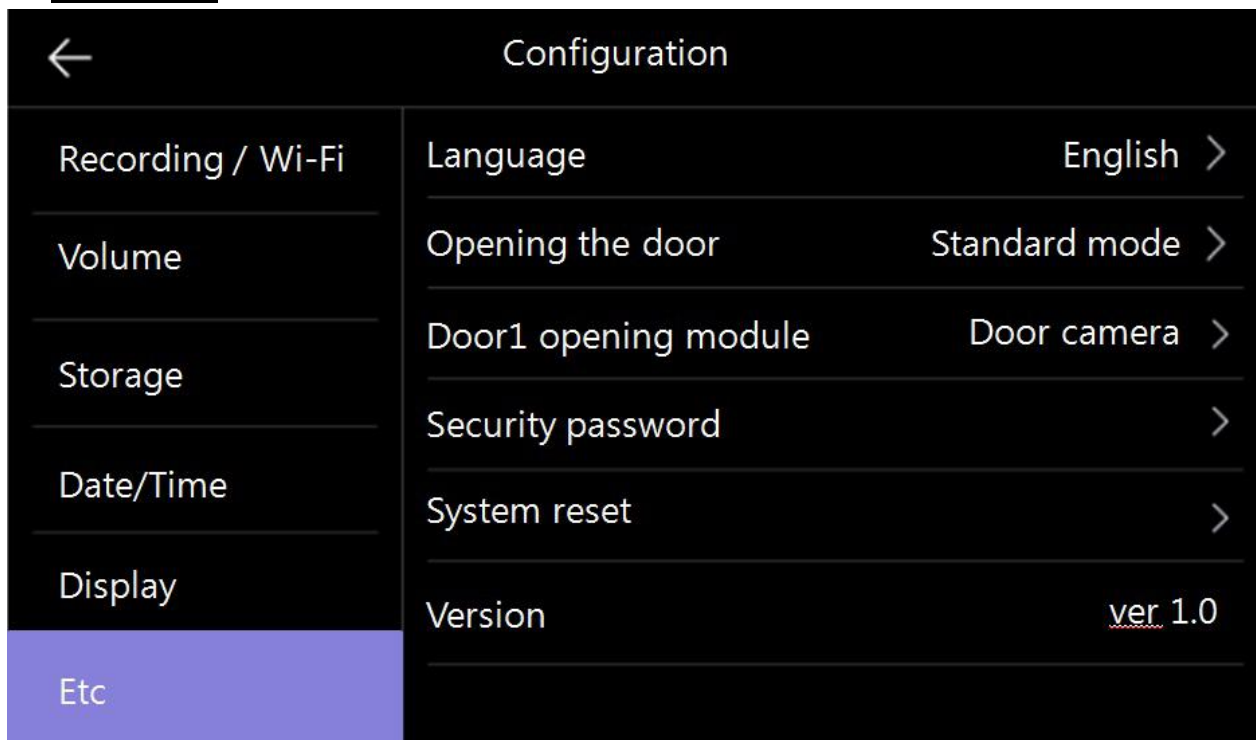 Configuration
Recording / Wi-Fi
Volume
Storage
Date/Time
Display
Etc
Language English
Opening the door Standard mode
Door1 opening module Door camera
Security password
System reset
Version ver 1.0